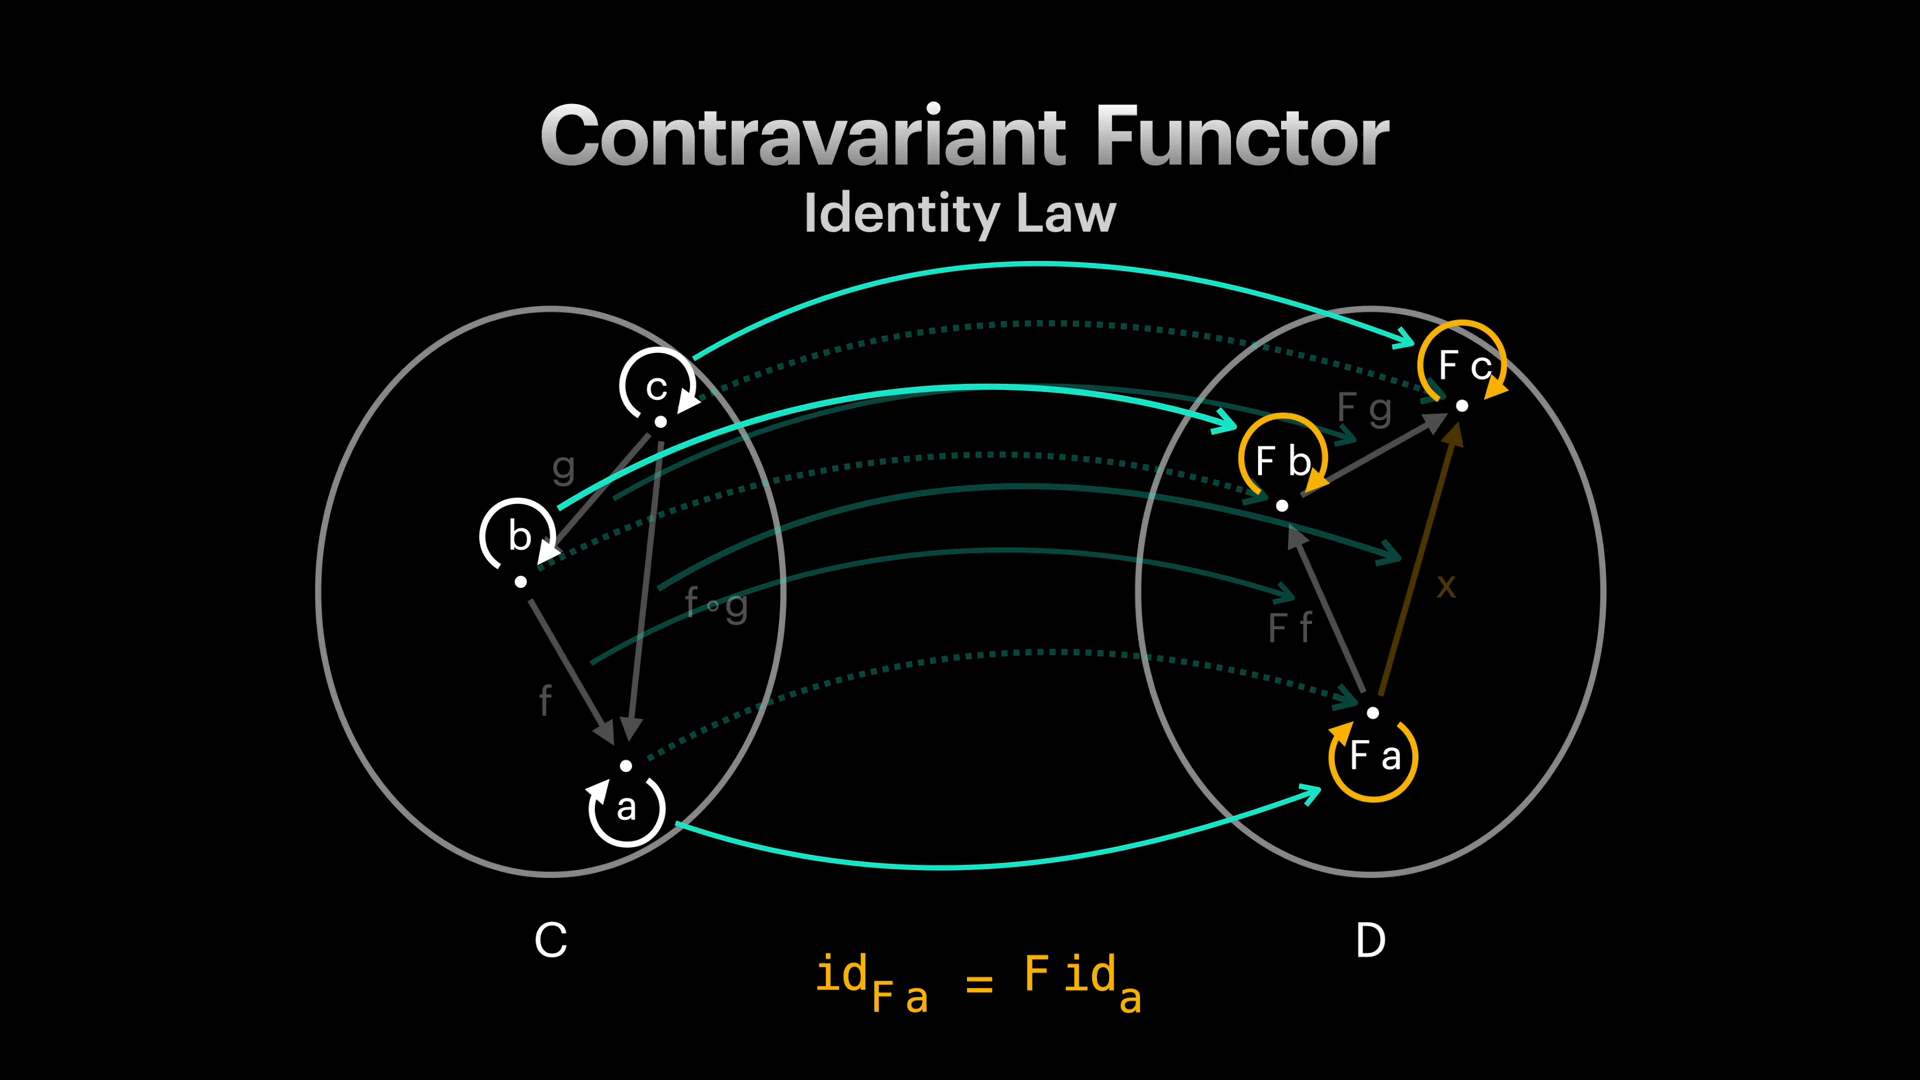 Contravariant Functor
Identity Law
c
F c
F g
g
F b
b
x
f∘g
F f
f
F a
a
C
D
id_F a = F id_a